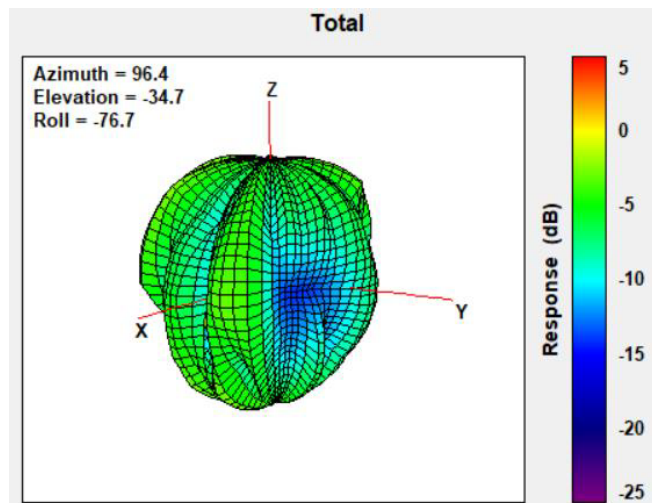 Total
Azimuth = 96.4
Elevation = -34.7
Roll = -76.7
Z
X
Y
5
0
-5
-10
-15
-20
-25
Response (dB)